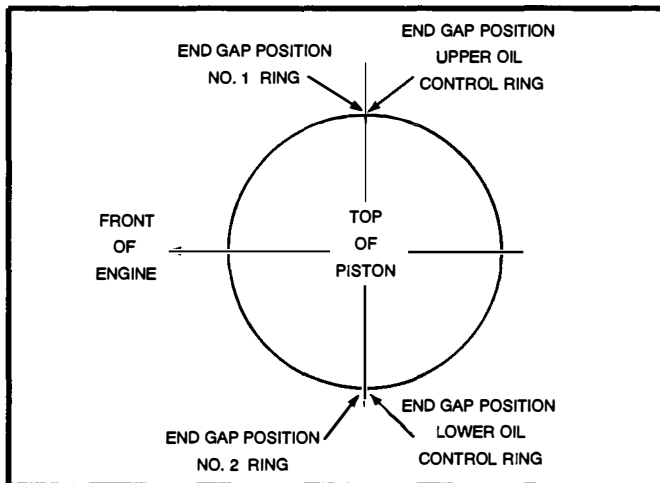 END GAP POSITION
NO. 1 RING
END GAP POSITION
UPPER OIL
CONTROL RING
FRONT
OF
ENGINE
TOP
OF
PISTON
END GAP POSITION
NO. 2 RING
END GAP POSITION
LOWER OIL
CONTROL RING